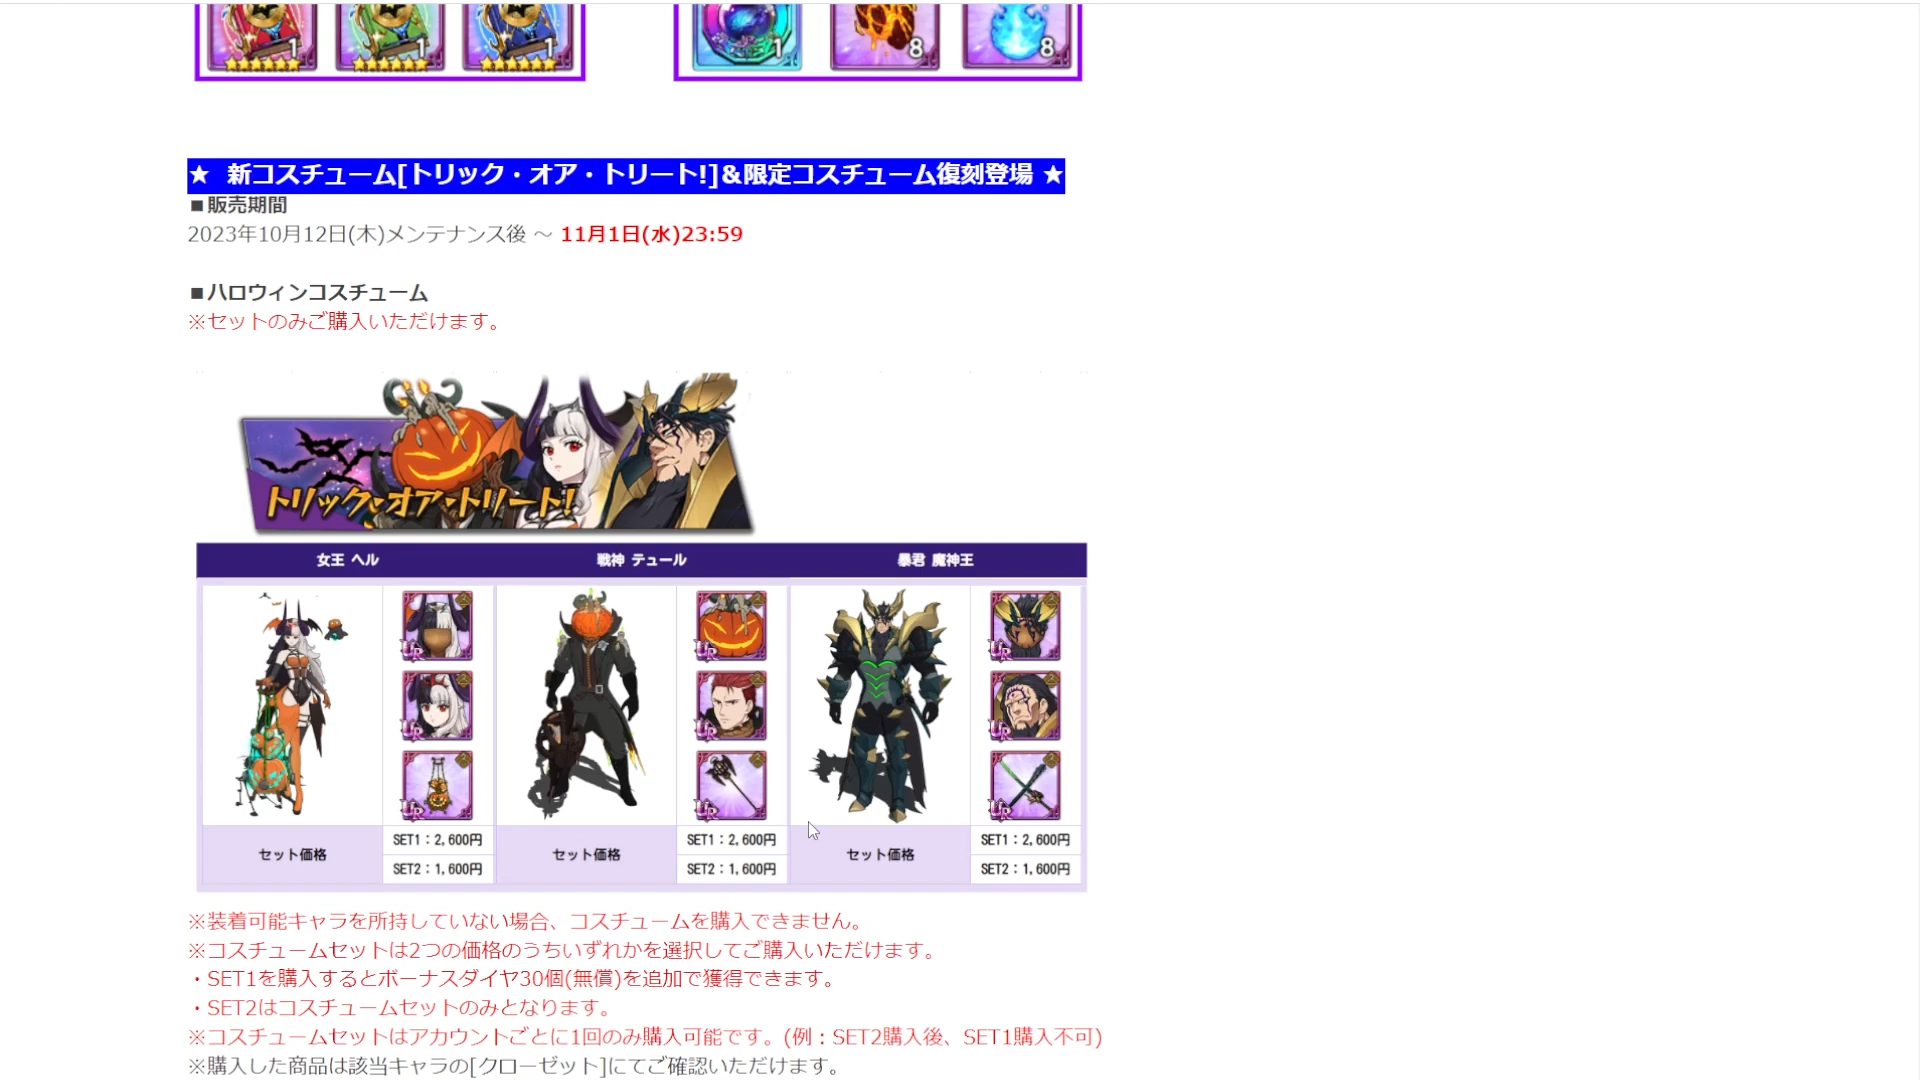 1 1 1 1 8 8
★ 新コスチューム[トリック・オア・トリート!]&限定コスチューム復刻登場 ★
■販売期間
2023年10月12日(木)メンテナンス後 ～ 11月1日(水)23:59
■ハロウィンコスチューム
※セットのみご購入いただけます。
トリック・オア・トリート!
女王 ヘル 戦神 テュール 暴君 魔神王
UR UR UR
UR UR UR
UR UR UR
セット価格 SET1：2,600円 セット価格 SET1：2,600円 セット価格 SET1：2,600円
SET2：1,600円 SET2：1,600円 SET2：1,600円
※装着可能キャラを所持していない場合、コスチュームを購入できません。
※コスチュームセットは2つの価格のうちいずれかを選択してご購入いただけます。
・SET1を購入するとボーナスダイヤ30個(無償)を追加で獲得できます。
・SET2はコスチュームセットのみとなります。
※コスチュームセットはアカウントごとに1回のみ購入可能です。(例：SET2購入後、SET1購入不可)
※購入した商品は該当キャラの[クローゼット]にてご確認いただけます。